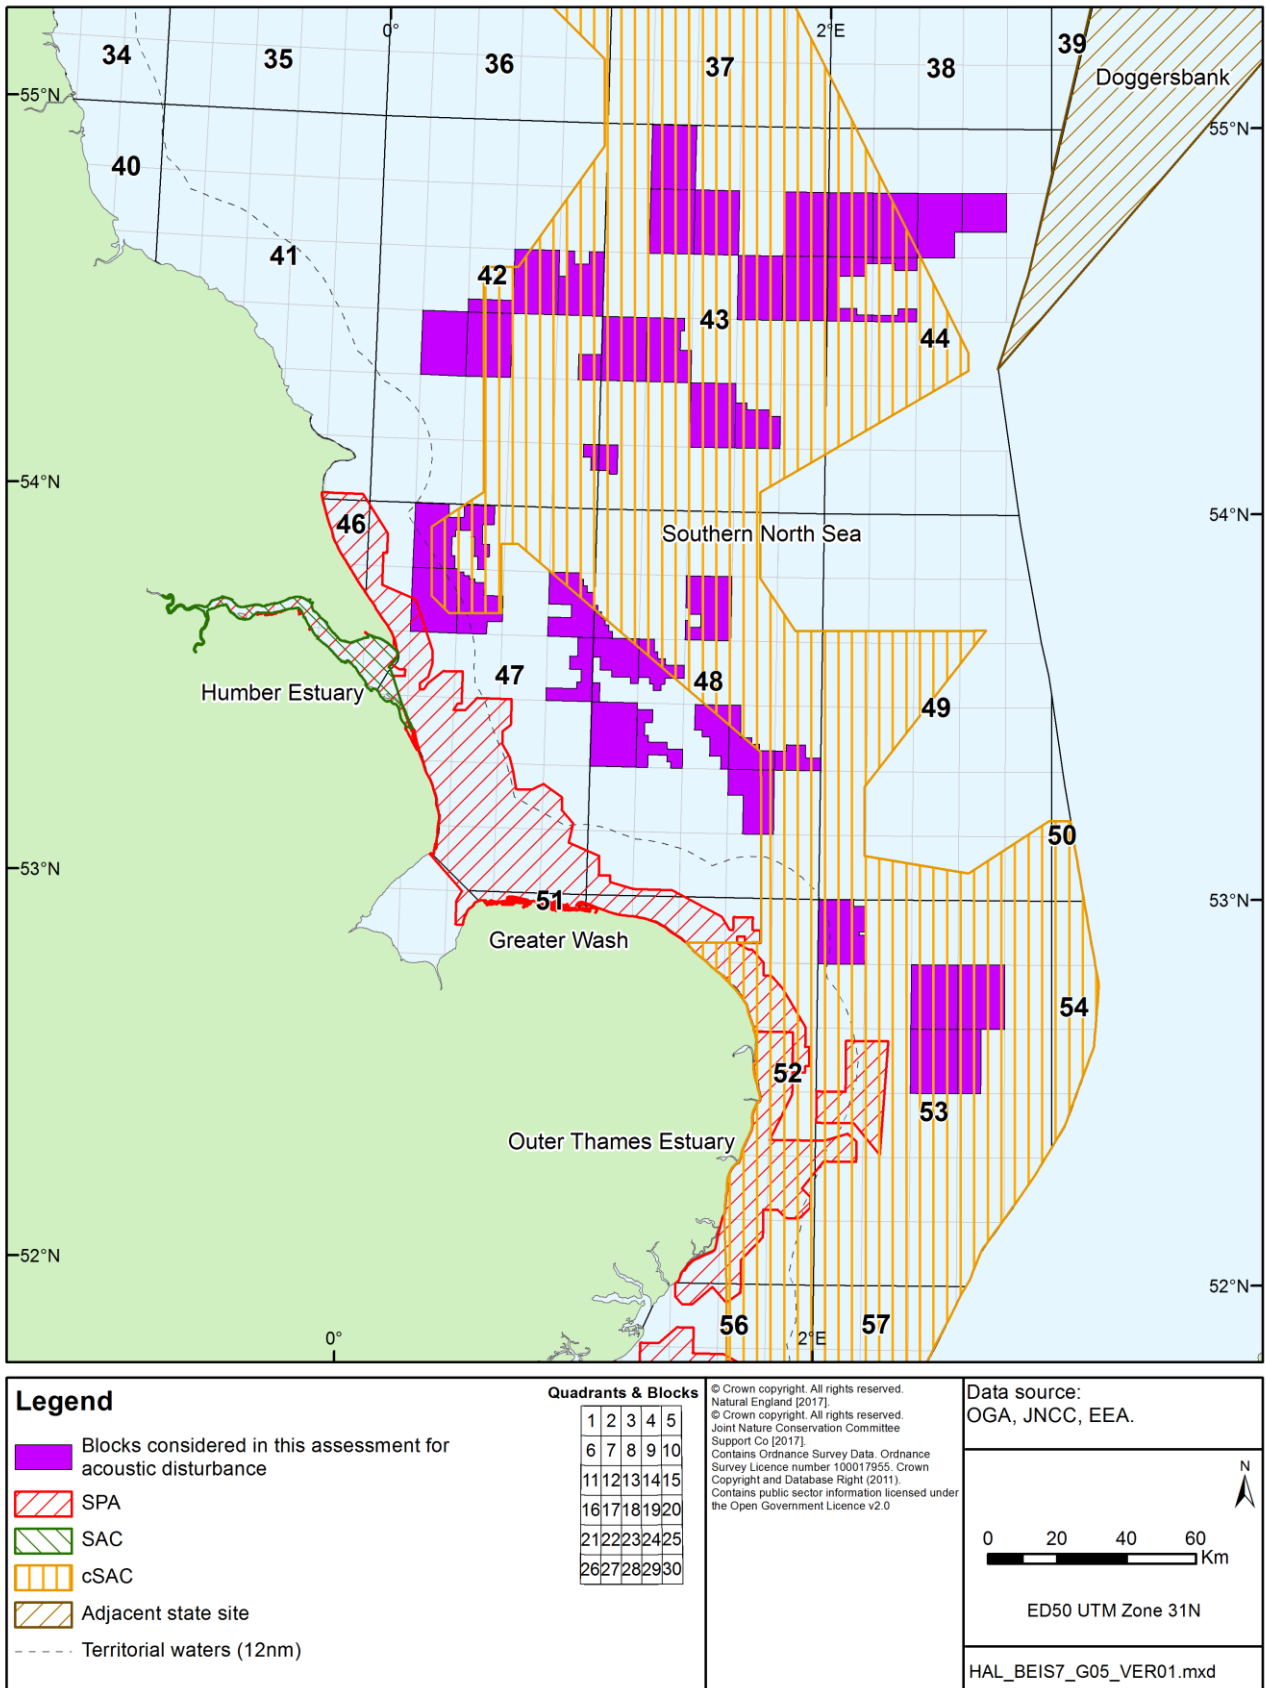 0°
2°E
34
35
36
37
38
39
Doggersbank
55°N
55°N
40
41
42
43
44
54°N
54°N
46
Southern North Sea
Humber Estuary
47
48
49
50
53°N
53°N
51
Greater Wash
54
52
53
Outer Thames Estuary
52°N
52°N
0°
56
2°E
57
Legend
Blocks considered in this assessment for
acoustic disturbance
SPA
SAC
cSAC
Adjacent state site
Territorial waters (12nm)
Quadrants & Blocks
1 2 3 4 5
6 7 8 9 10
11 12 13 14 15
16 17 18 19 20
21 22 23 24 25
26 27 28 29 30
© Crown copyright. All rights reserved.
Natural England [2017].
© Crown copyright. All rights reserved.
Joint Nature Conservation Committee
Support Co [2017].
Contains Ordnance Survey Data. Ordnance
Survey Licence number 100017955. Crown
Copyright and Database Right (2011).
Contains public sector information licensed under
the Open Government Licence v2.0
Data source:
OGA, JNCC, EEA.
N
0 20 40 60
Km
ED50 UTM Zone 31N
HAL_BEIS7_G05_VER01.mxd